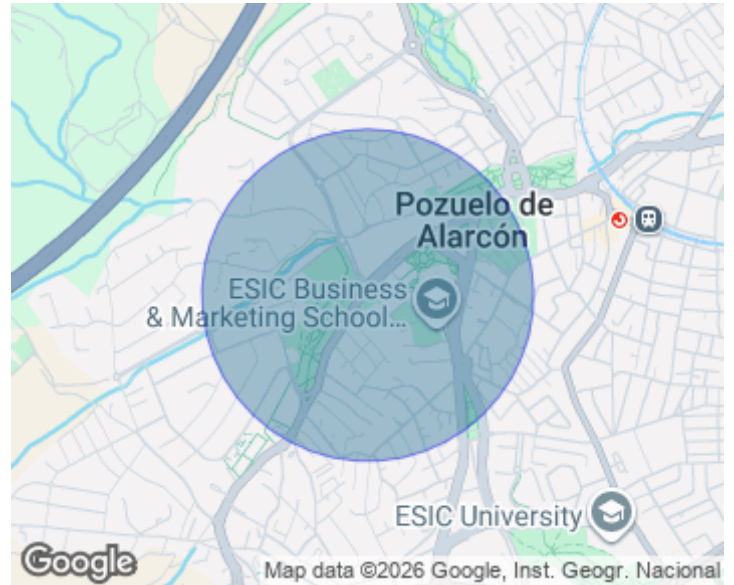 Pozuelo de
Alarcón
ESIC Business
& Marketing School...
ESIC University
Google
Map data ©2026 Google, Inst. Geogr. Nacional